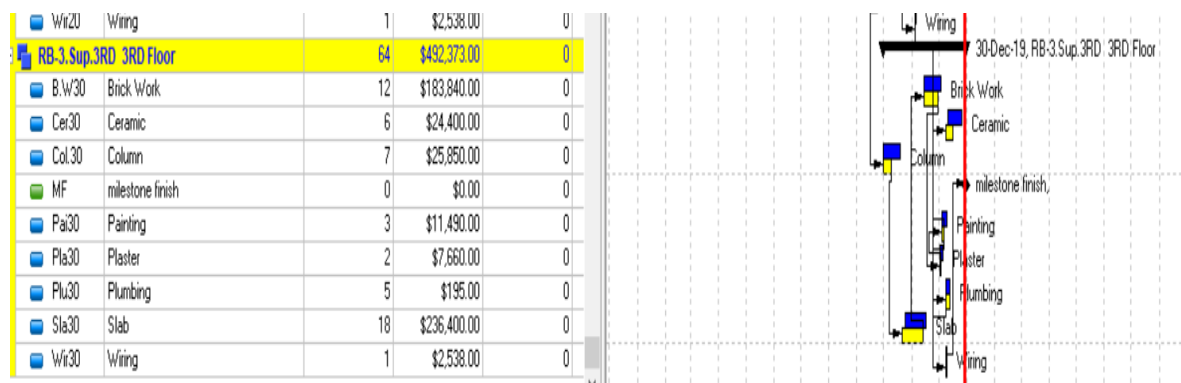 Wir20 Wiring 1 $2,538.00 0
RB-3.Sup.3RD 3RD Floor 64 $492,373.00
B.W30 Brick Work 12 $183,840.00 0
Cer30 Ceramic 6 $24,400.00 0
Col.30 Column 7 $25,850.00 0
MF milestone finish 0 $0.00 0
Pai30 Painting 3 $11,490.00 0
Pla30 Plaster 2 $7,660.00 0
Plu30 Plumbing 5 $195.00 0
Sla30 Slab 18 $236,400.00 0
Wir30 Wiring 1 $2,538.00 0
Wiring
30-Dec-19, RB-3.Sup.3RD 3RD Floor
Brick Work
Ceramic
Column
milestone finish,
Painting
Plaster
Plumbing
Slab
Wiring